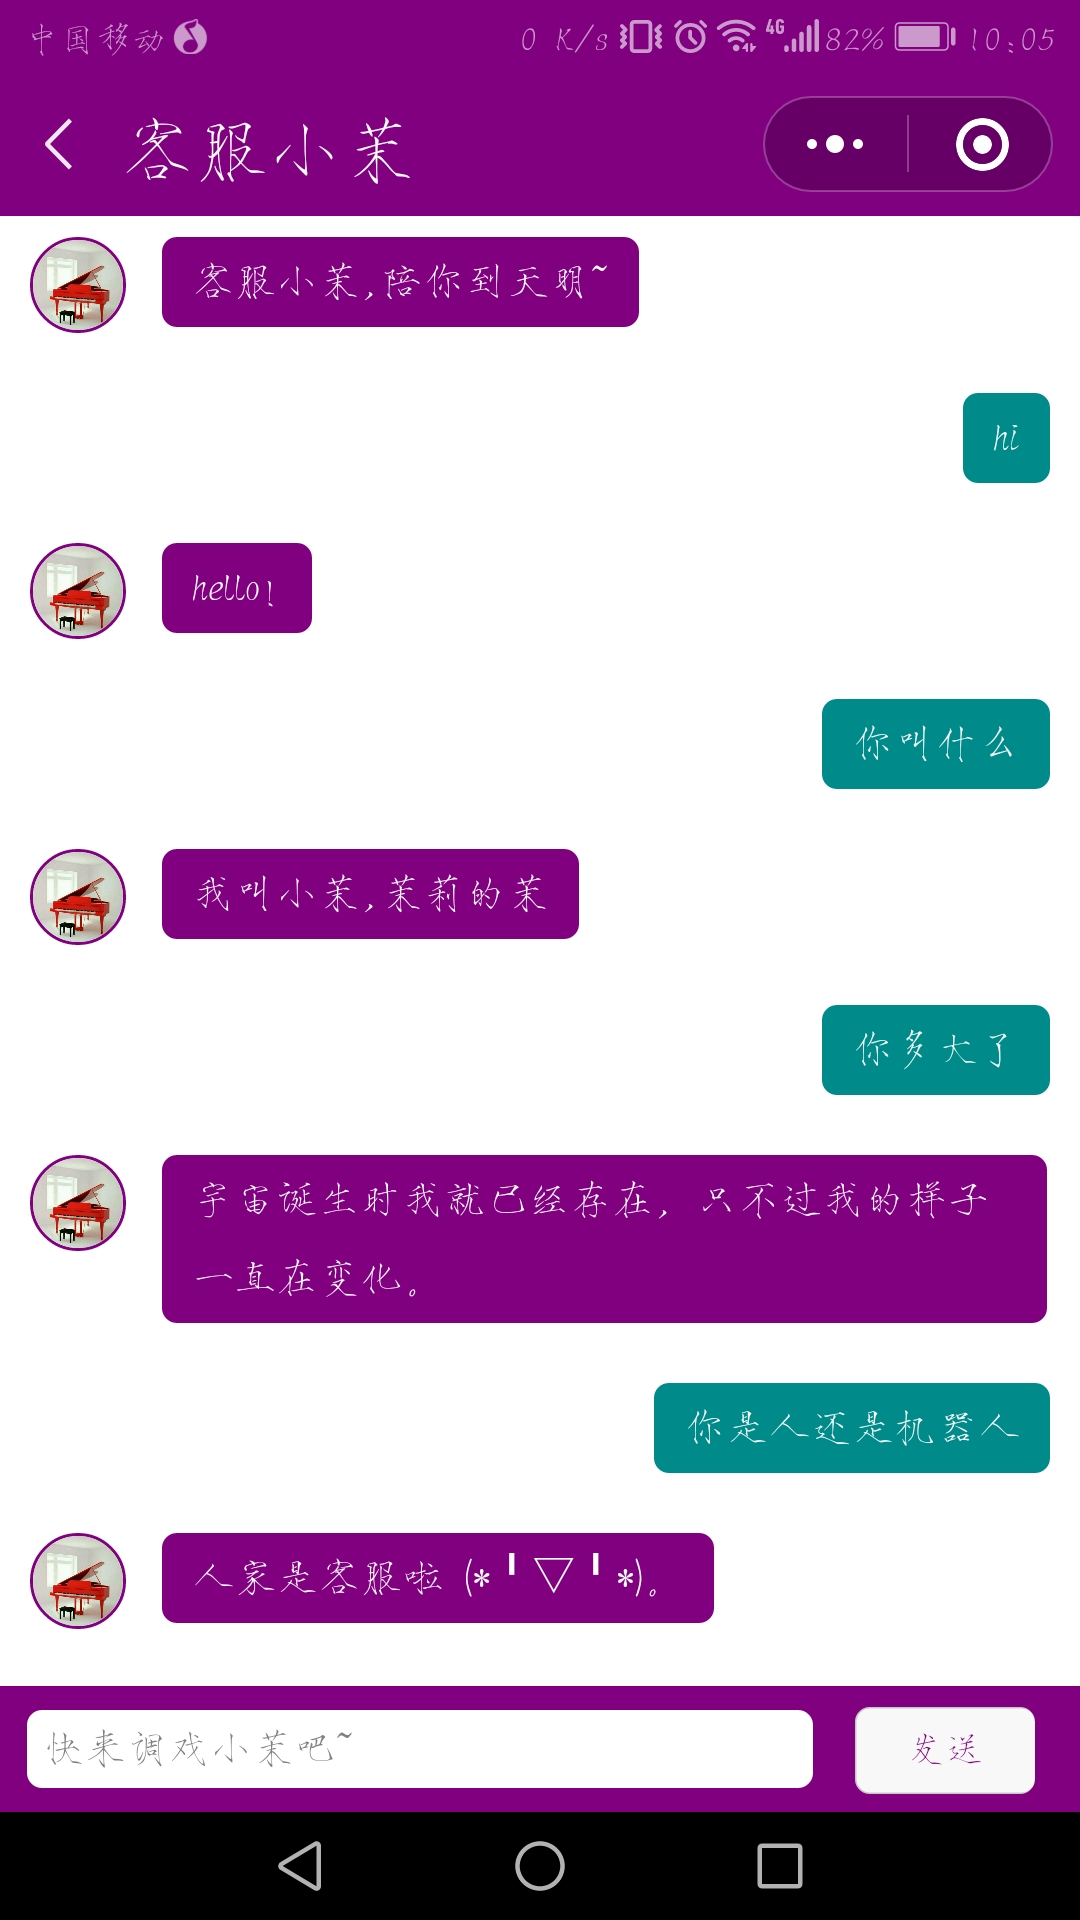 中国移动 0 K/s 4G 82% 10:05
客服小茉
客服小茉,陪你到天明~
hi
hello!
你叫什么
我叫小茉,茉莉的茉
你多大了
宇宙诞生时我就已经存在，只不过我的样子
一直在变化。
你是人还是机器人
人家是客服啦 (*╹▽╹*)。
快来调戏小茉吧~
发送